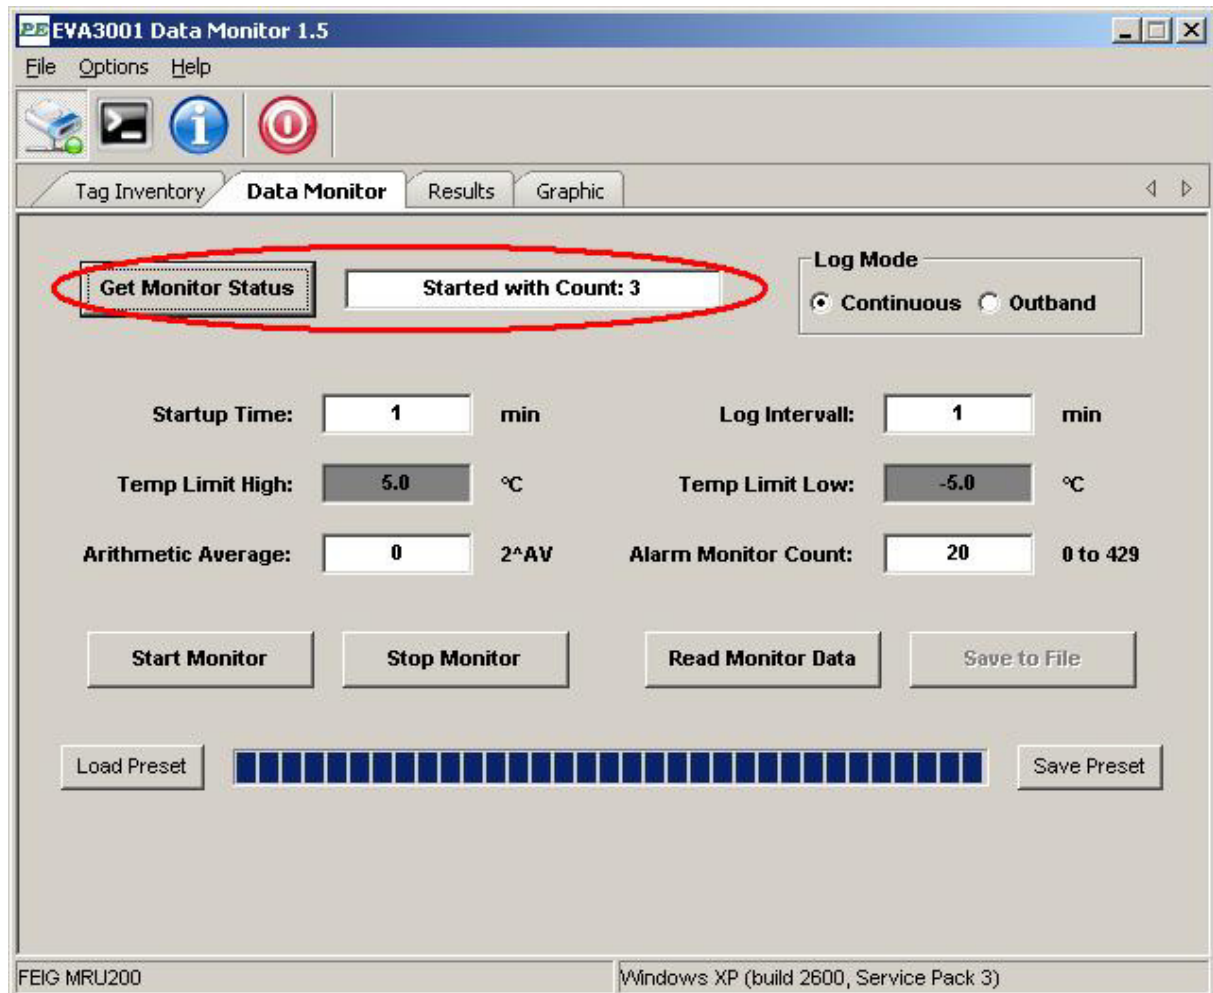 PE EVA3001 Data Monitor 1.5
File Options Help
Tag Inventory Data Monitor Results Graphic
Get Monitor Status Started with Count: 3
Log Mode
Continuous Outband
Startup Time: 1 min Log Intervall: 1 min
Temp Limit High: 5.0 °C Temp Limit Low: -5.0 °C
Arithmetic Average: 0 2^AV Alarm Monitor Count: 20 0 to 429
Start Monitor Stop Monitor Read Monitor Data Save to File
Load Preset Save Preset
FEIG MRU200 Windows XP (build 2600, Service Pack 3)